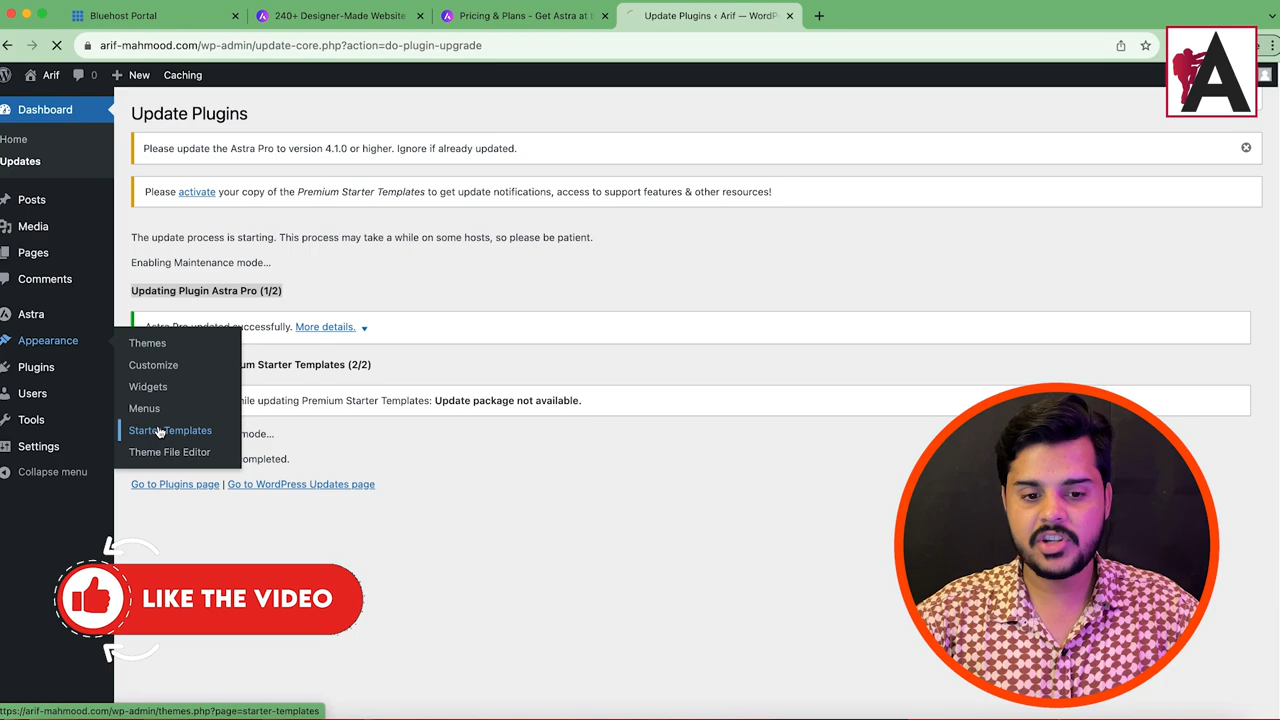 Bluehost Portal
240+ Designer-Made Website
Pricing & Plans - Get Astra at
Update Plugins ‹ Arif — WordPr
arif-mahmood.com/wp-admin/update-core.php?action=do-plugin-upgrade
Arif
0
New
Caching
A
Dashboard
Home
Updates
Posts
Media
Pages
Comments
Astra
Appearance
Plugins
Users
Tools
Settings
Collapse menu
Themes
Customize
Widgets
Menus
Starter Templates
Theme File Editor
Update Plugins
Please update the Astra Pro to version 4.1.0 or higher. Ignore if already updated.
Please activate your copy of the Premium Starter Templates to get update notifications, access to support features & other resources!
The update process is starting. This process may take a while on some hosts, so please be patient.
Enabling Maintenance mode...
Updating Plugin Astra Pro (1/2)
Astra Pro updated successfully. More details.
um Starter Templates (2/2)
while updating Premium Starter Templates: Update package not available.
mode...
completed.
Go to Plugins page | Go to WordPress Updates page
LIKE THE VIDEO
ttps://arif-mahmood.com/wp-admin/themes.php?page=starter-templates